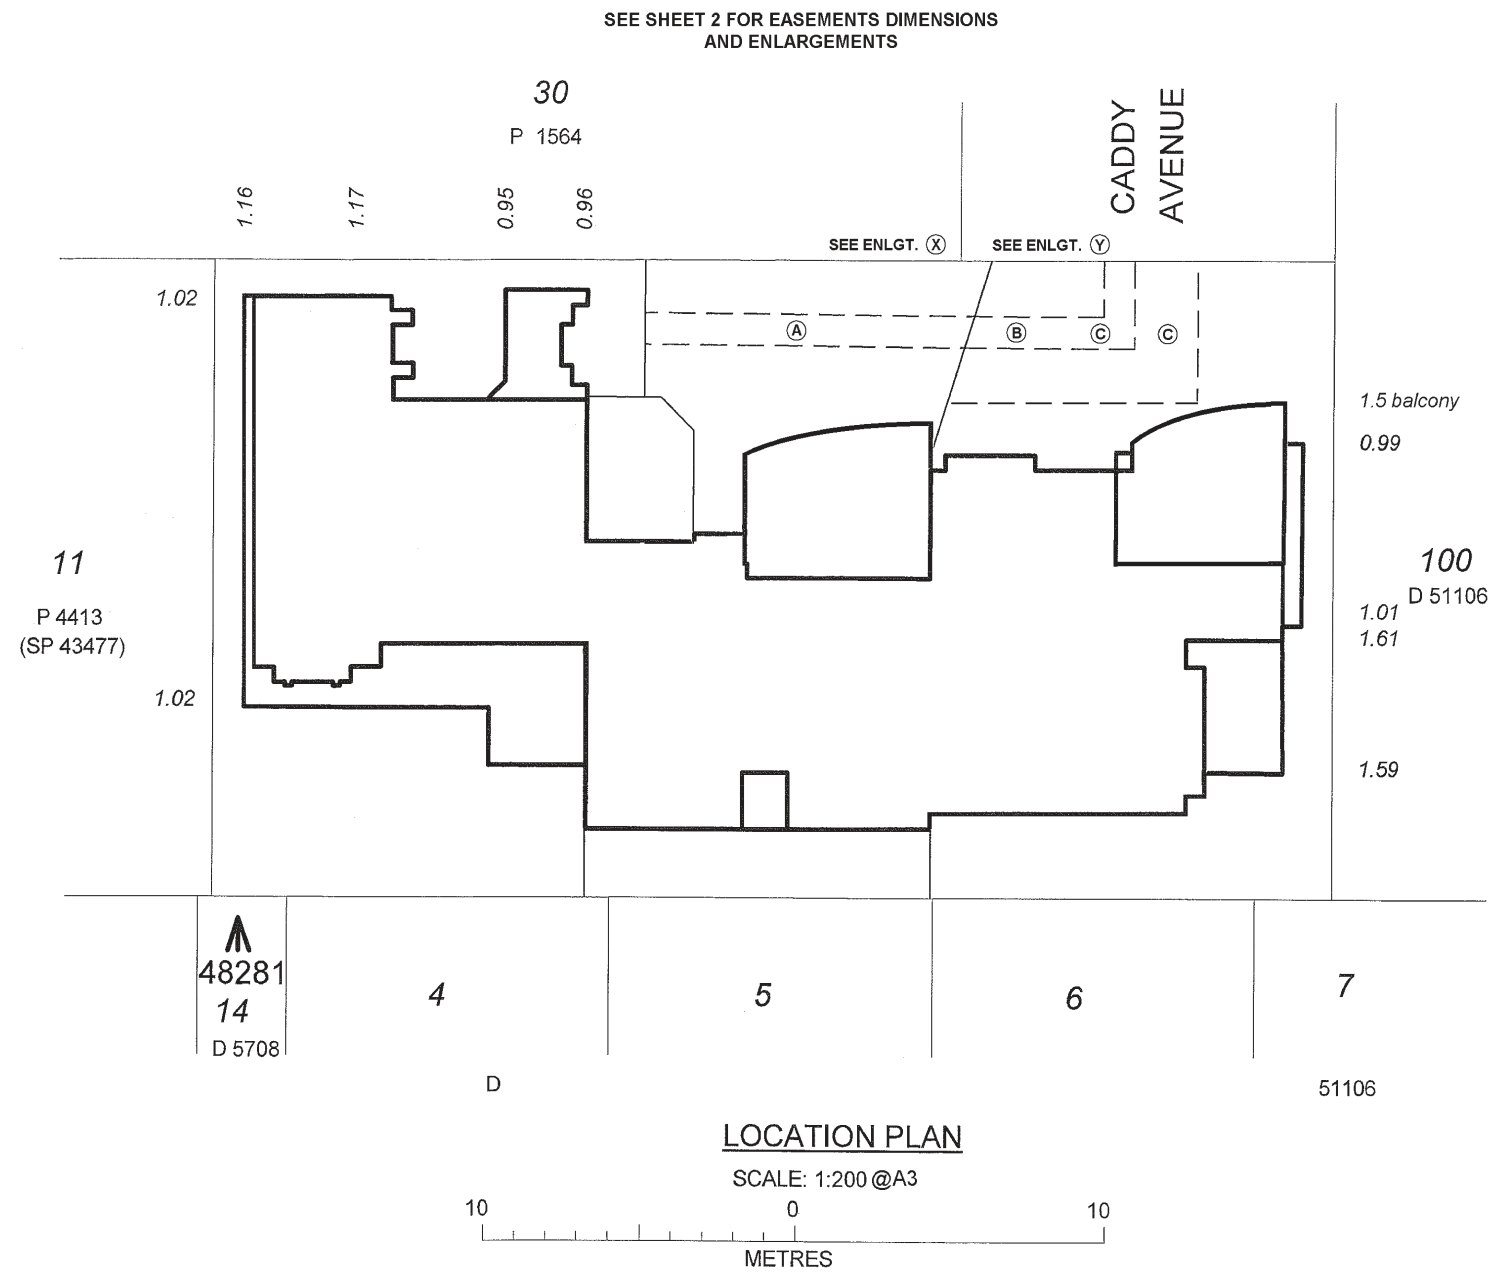 SEE SHEET 2 FOR EASEMENTS DIMENSIONS
AND ENLARGEMENTS
30
P 1564
CADDY
AVENUE
1.16
1.17
0.95
0.96
SEE ENLGT. X
SEE ENLGT. Y
1.02
A
B
C
C
1.5 balcony
0.99
11
P 4413
(SP 43477)
100
D 51106
1.01
1.61
1.02
1.59
48281
14
D 5708
4
5
6
7
D
51106
LOCATION PLAN
SCALE: 1:200 @A3
10
0
10
METRES